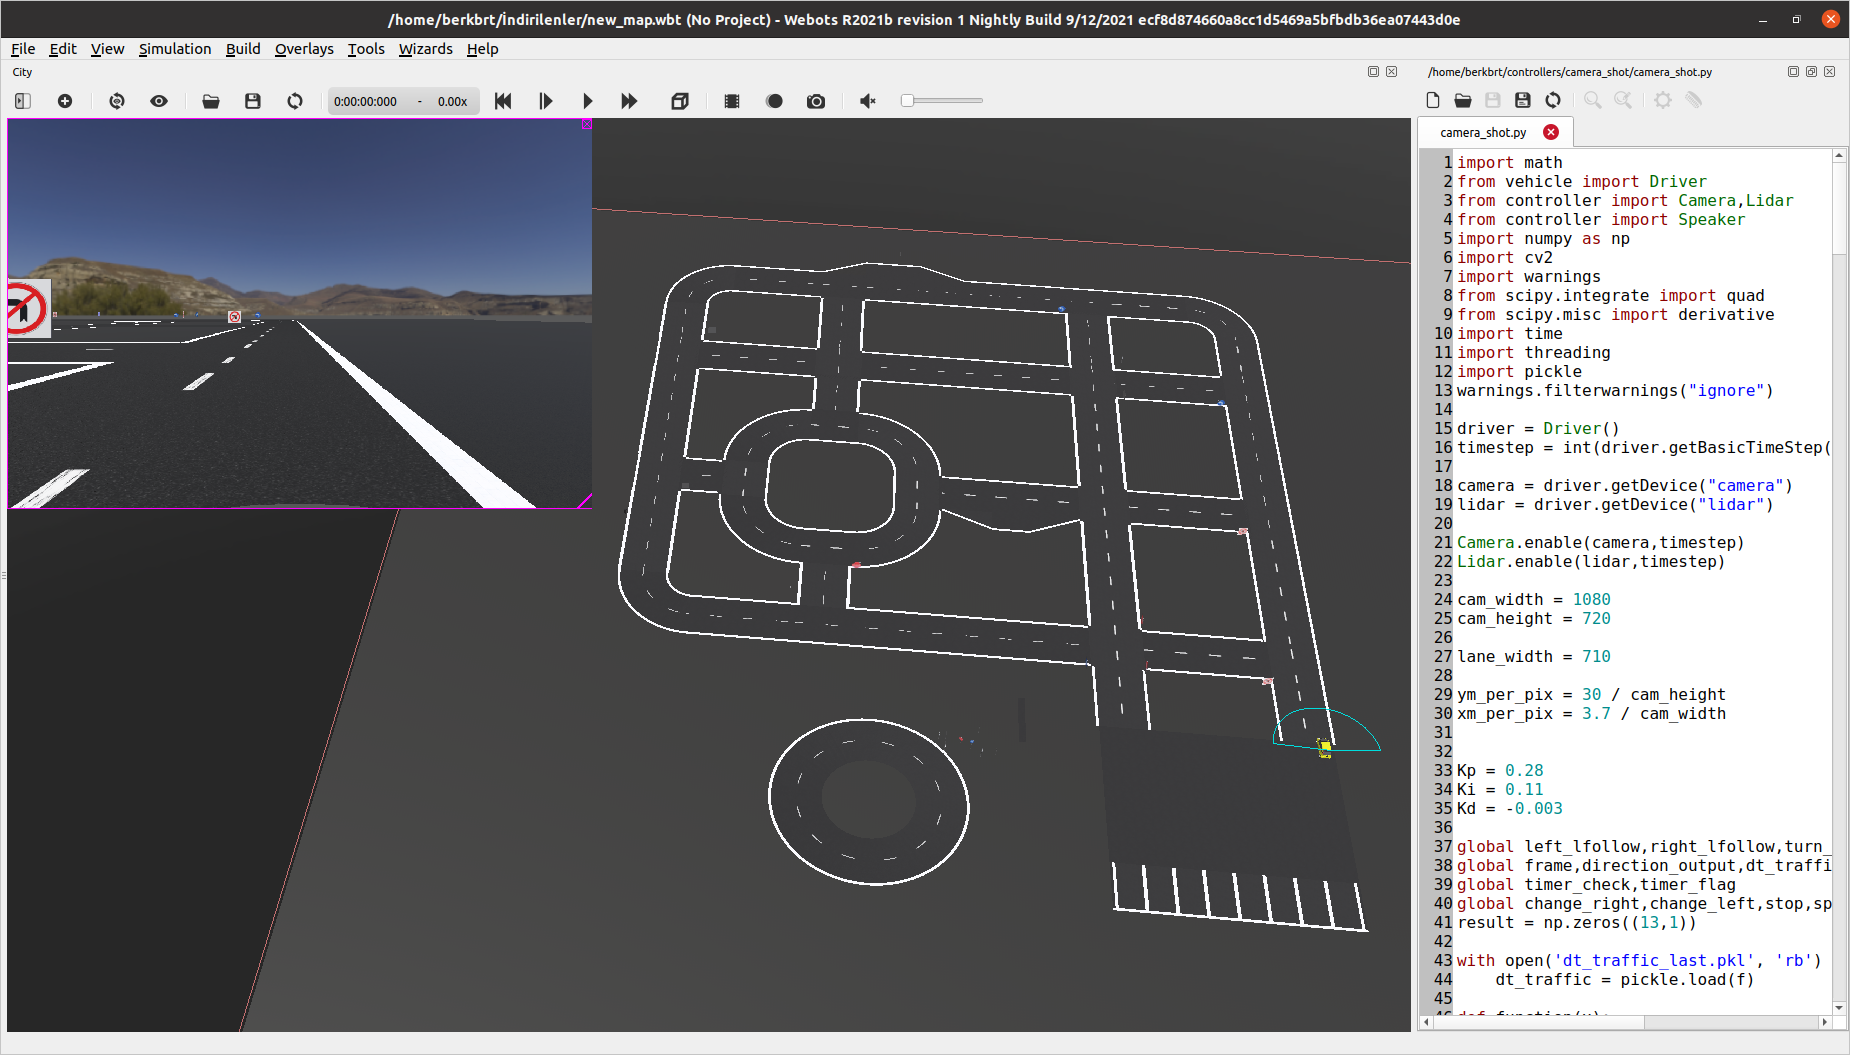 /home/berkbrt/İndirilenler/new_map.wbt (No Project) - Webots R2021b revision 1 Nightly Build 9/12/2021 ecf8d874660a8cc1d5469a5bfbdb36ea07443d0e
File Edit View Simulation Build Overlays Tools Wizards Help
City
0:00:00:000 - 0.00x
/home/berkbrt/controllers/camera_shot/camera_shot.py
camera_shot.py
1 import math
2 from vehicle import Driver
3 from controller import Camera,Lidar
4 from controller import Speaker
5 import numpy as np
6 import cv2
7 import warnings
8 from scipy.integrate import quad
9 from scipy.misc import derivative
10 import time
11 import threading
12 import pickle
13 warnings.filterwarnings("ignore")
14
15 driver = Driver()
16 timestep = int(driver.getBasicTimeStep(
17
18 camera = driver.getDevice("camera")
19 lidar = driver.getDevice("lidar")
20
21 Camera.enable(camera,timestep)
22 Lidar.enable(lidar,timestep)
23
24 cam_width = 1080
25 cam_height = 720
26
27 lane_width = 710
28
29 ym_per_pix = 30 / cam_height
30 xm_per_pix = 3.7 / cam_width
31
32
33 Kp = 0.28
34 Ki = 0.11
35 Kd = -0.003
36
37 global left_lfollow,right_lfollow,turn_
38 global frame,direction_output,dt_traffi
39 global timer_check,timer_flag
40 global change_right,change_left,stop,sp
41 result = np.zeros((13,1))
42
43 with open('dt_traffic_last.pkl', 'rb')
44 dt_traffic = pickle.load(f)
45